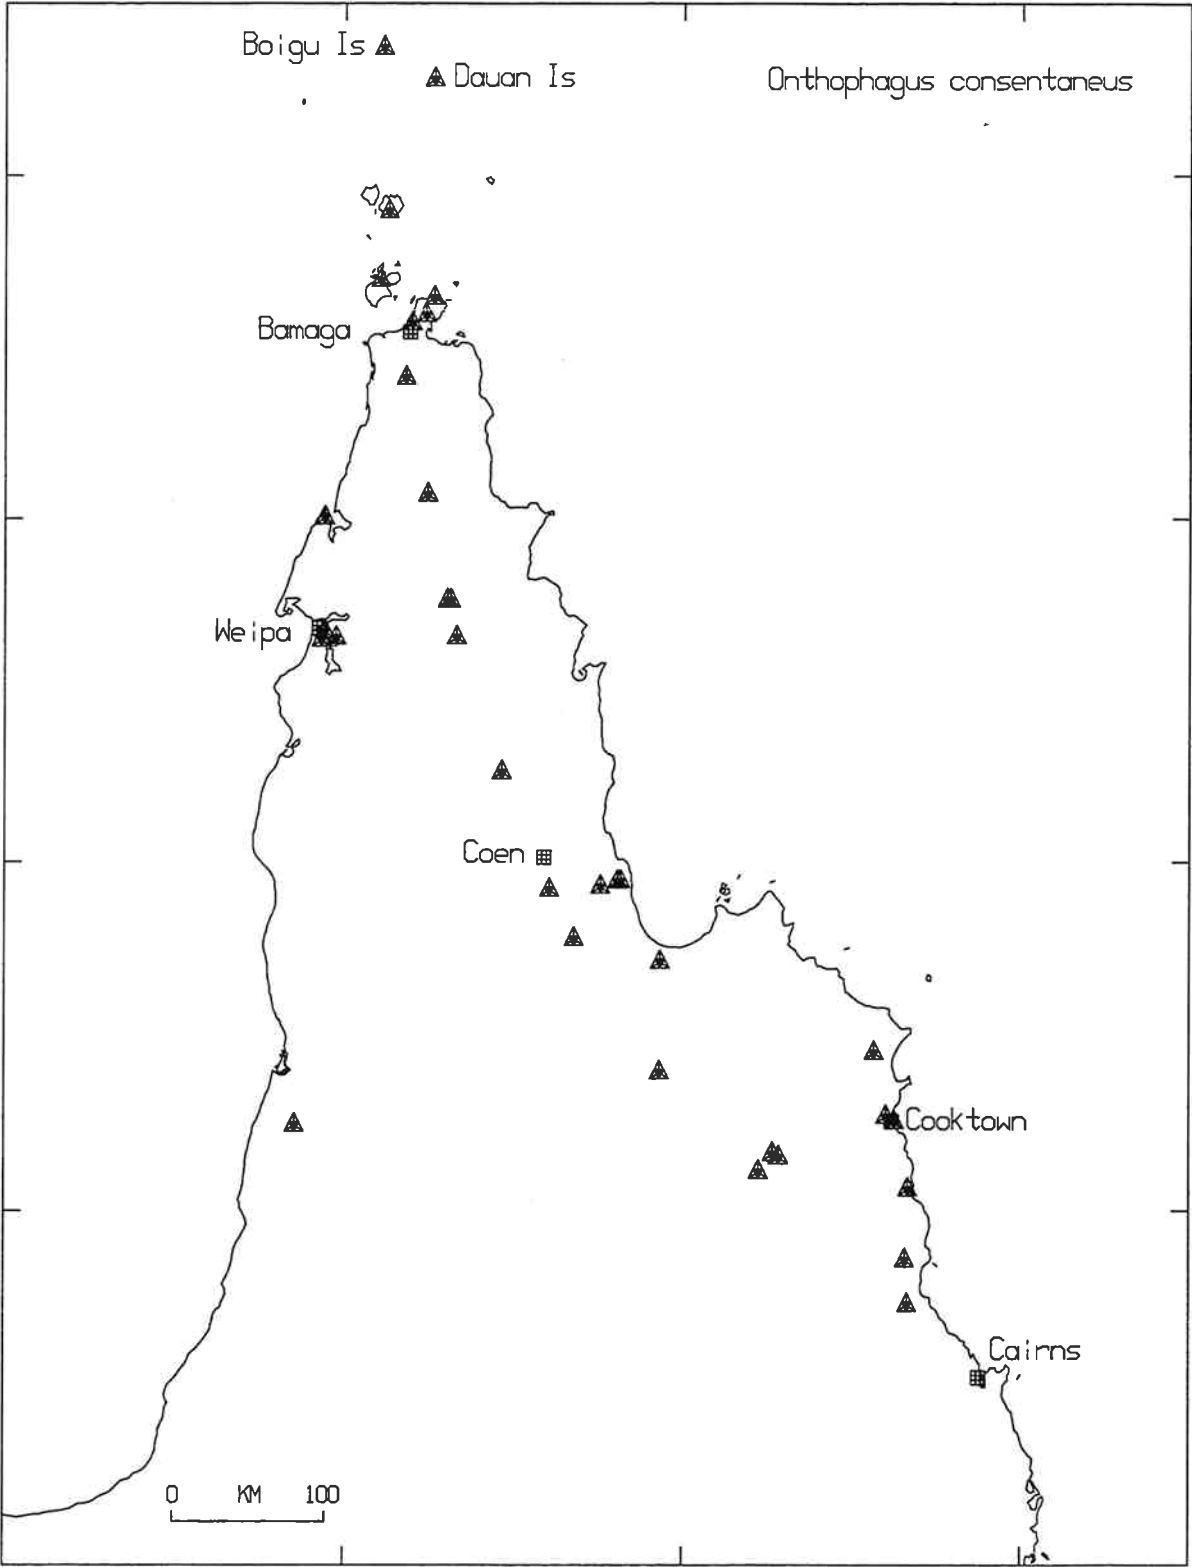 Boigu Is
Dauan Is
Onthophagus consentaneus
Bamaga
Weipa
Coen
Cooktown
Cairns
0 KM 100